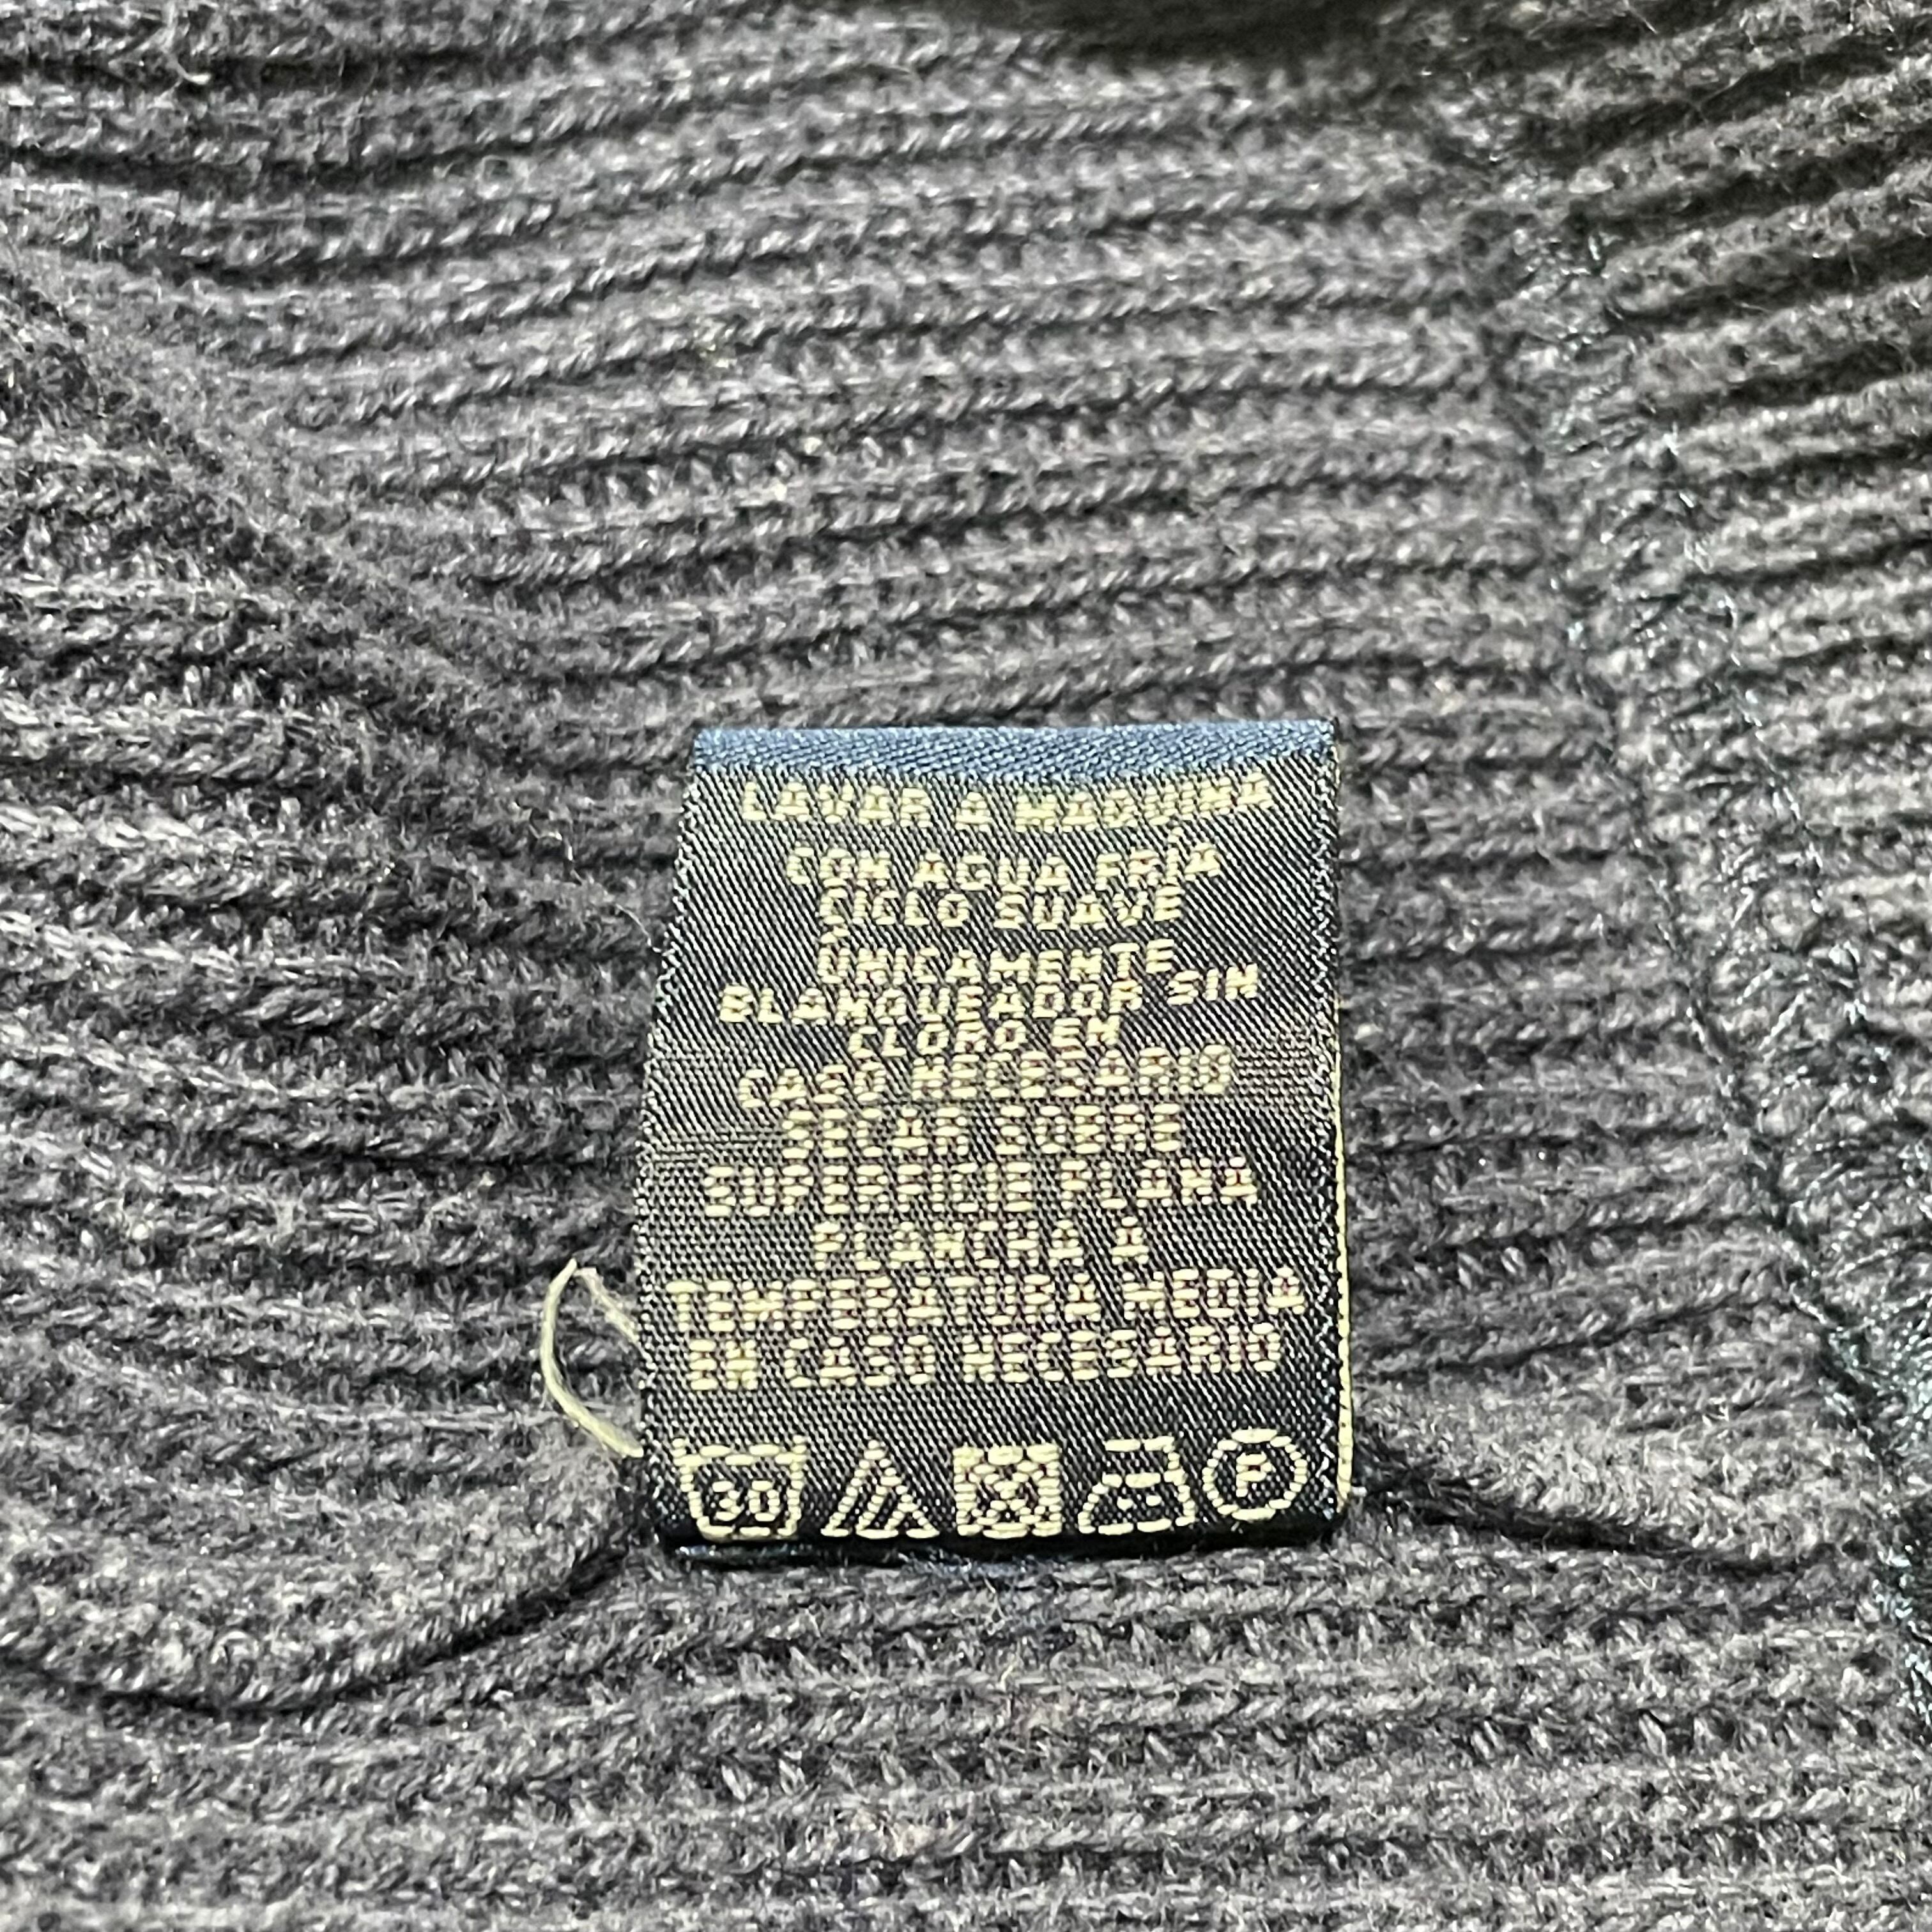 LAVAR A MAQUINA
CON AGUA FRÍA
CICLO SUAVE
ÚNICAMENTE
BLANQUEADOR SIN
CLORO EN
CASO NECESARIO
SECAR SOBRE
SUPERFICIE PLANA
PLANCHA A
TEMPERATURA MEDIA
EN CASO NECESARIO
30 F